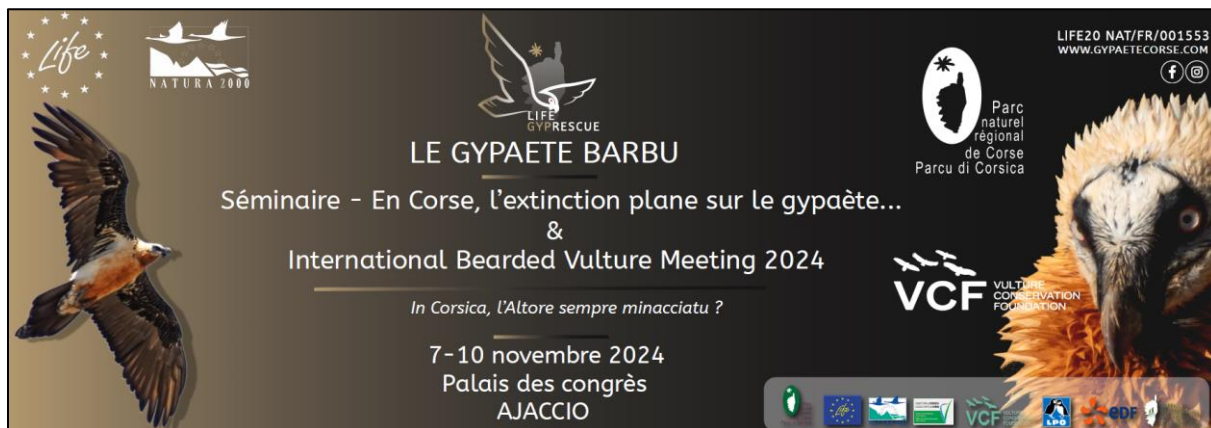 Life
NATURA 2000
LIFE
GYPRESCUE
LIFE20 NAT/FR/001553
WWW.GYPAETECORSE.COM
Parc
naturel
régional
de Corse
Parcu di Corsica
LE GYPAETE BARBU
Séminaire - En Corse, l'extinction plane sur le gypaète...
&
International Bearded Vulture Meeting 2024
In Corsica, l'Altore sempre minacciatu ?
VCF VULTURE
CONSERVATION
FOUNDATION
7-10 novembre 2024
Palais des congrès
AJACCIO
Life
VCF
LPO
eDF